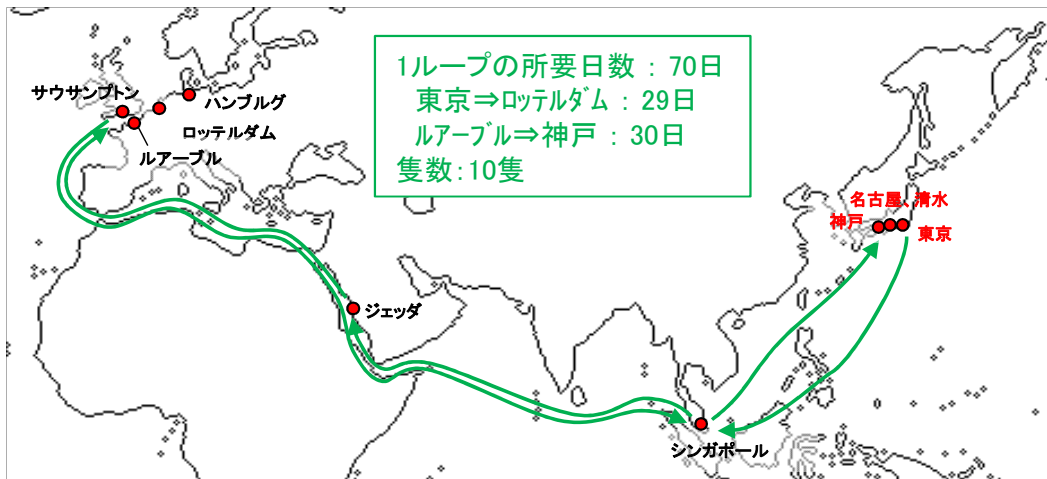 1ループの所要日数 : 70日
東京⇒ロッテルダム : 29日
ルアーブル⇒神戸 : 30日
隻数:10隻
サウサンプトン
ハンブルグ
ロッテルダム
ルアーブル
名古屋、清水
神戸
東京
ジェッダ
シンガポール